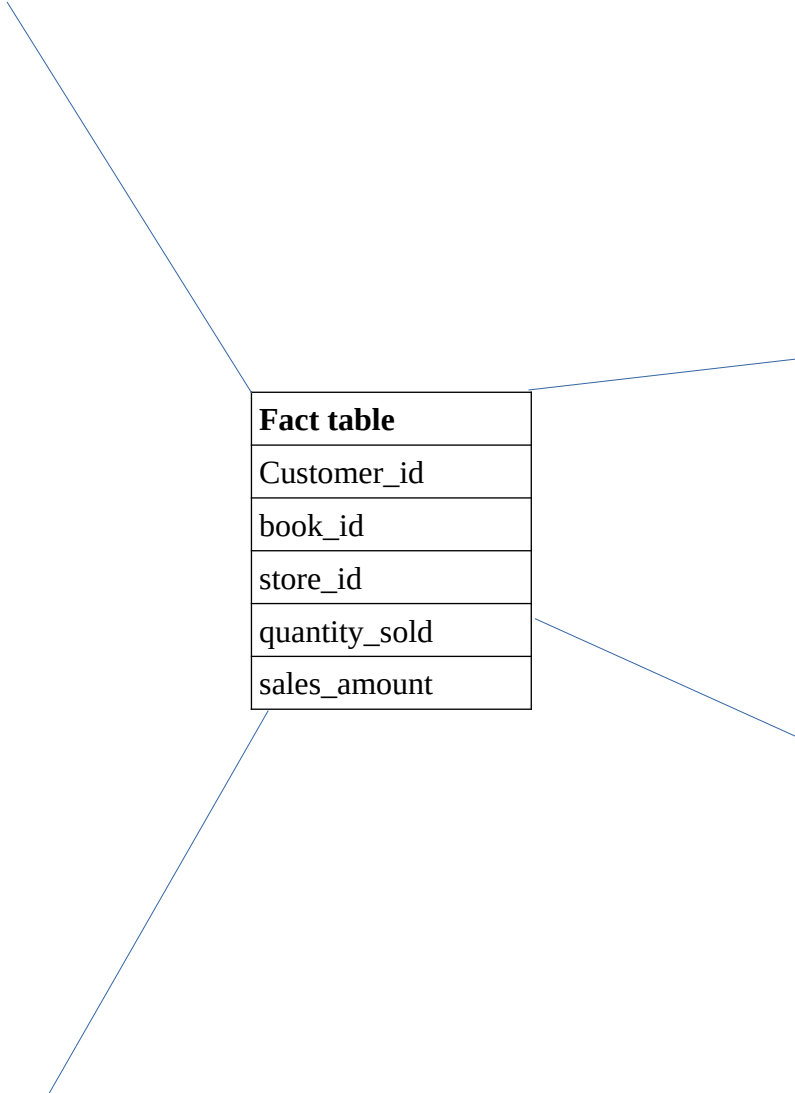 Fact table
Customer_id
book_id
store_id
quantity_sold
sales_amount